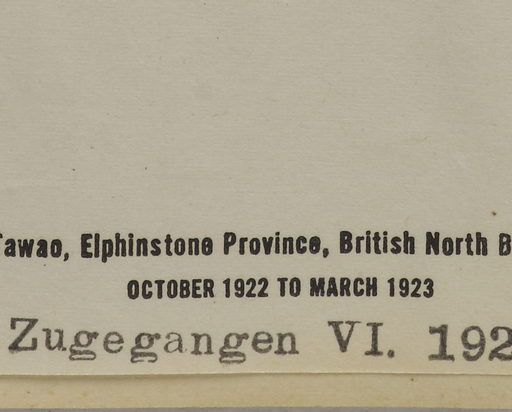 Tawao, Elphinstone Province, British North B
OCTOBER 1922 TO MARCH 1923
Zugegangen VI. 192